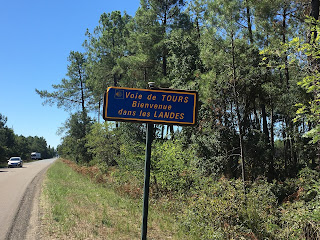 Voie de TOURS
Bienvenue
dans les LANDES